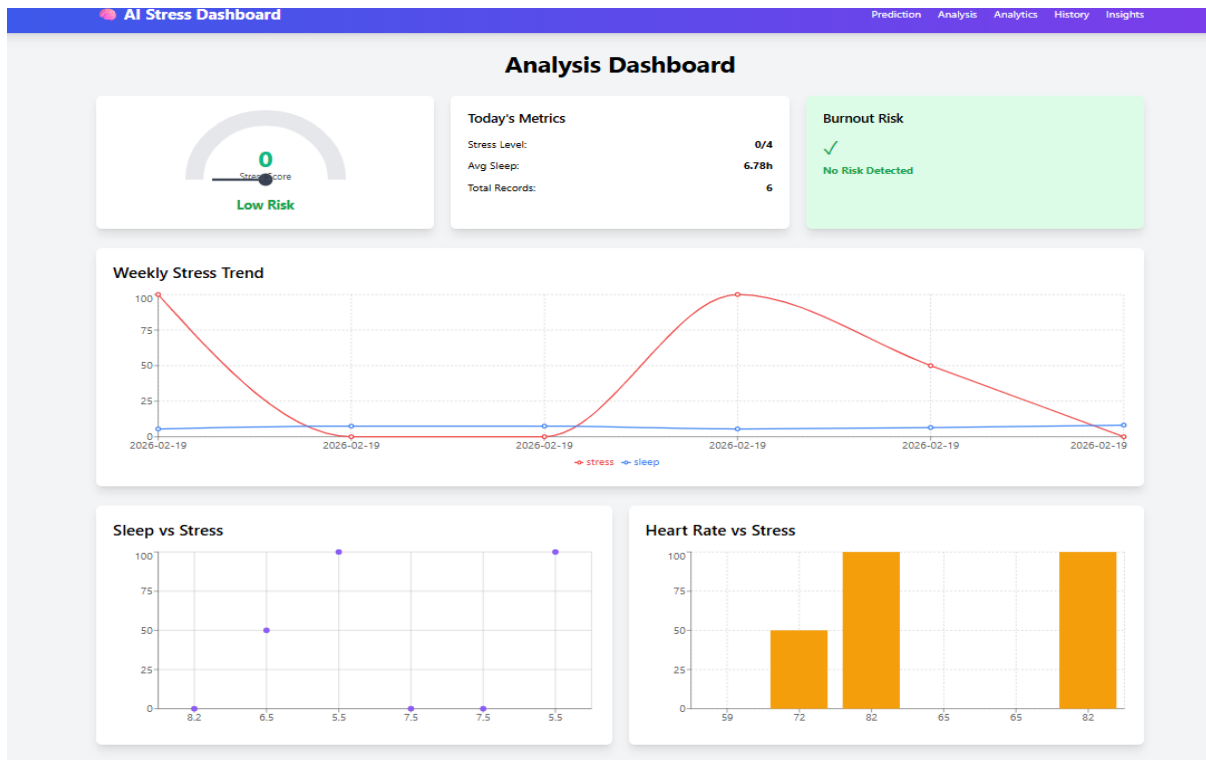 🧠 AI Stress Dashboard
Prediction Analysis Analytics History Insights
Analysis Dashboard
0
Stress Score
Low Risk
Today's Metrics
Stress Level: 0/4
Avg Sleep: 6.78h
Total Records: 6
Burnout Risk
✓
No Risk Detected
Weekly Stress Trend
100
75
50
25
0
2026-02-19 2026-02-19 2026-02-19 2026-02-19 2026-02-19 2026-02-19
stress sleep
Sleep vs Stress
100
75
50
25
0
8.2 6.5 5.5 7.5 7.5 5.5
Heart Rate vs Stress
100
75
50
25
0
59 72 82 65 65 82